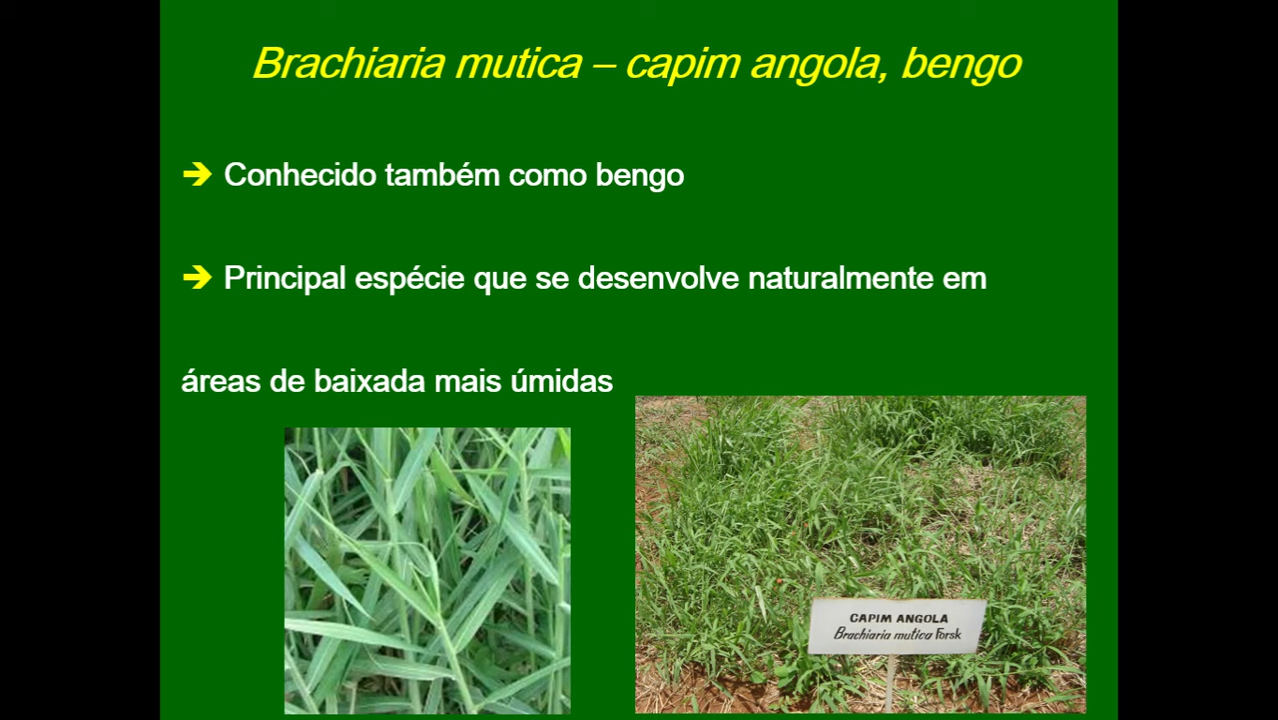 Brachiaria mutica – capim angola, bengo
➔ Conhecido também como bengo
➔ Principal espécie que se desenvolve naturalmente em
áreas de baixada mais úmidas
CAPIM ANGOLA
Brachiaria mutica Forsk